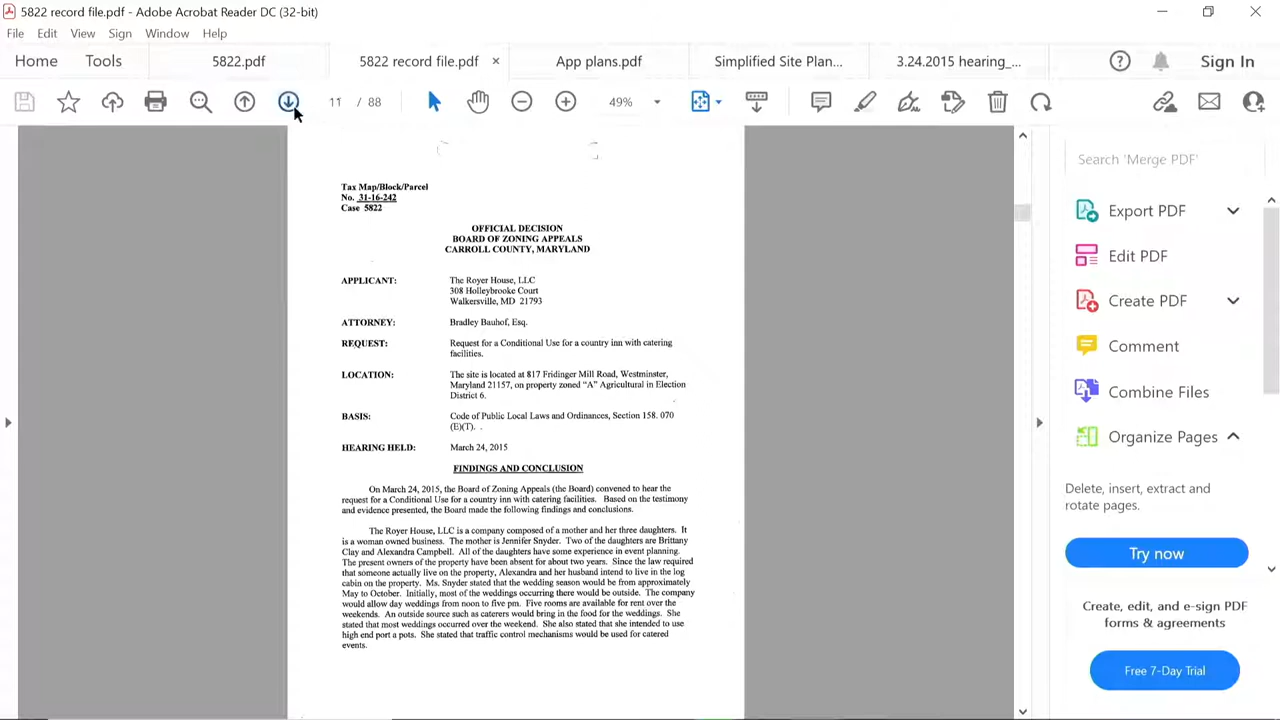 5822 record file.pdf - Adobe Acrobat Reader DC (32-bit)
File Edit View Sign Window Help
Home Tools 5822.pdf 5822 record file.pdf × App plans.pdf Simplified Site Plan... 3.24.2015 hearing_... Sign In
11 / 88 49%
Search 'Merge PDF'
Tax Map/Block/Parcel
No. 31-16-242
Case 5822
OFFICIAL DECISION
BOARD OF ZONING APPEALS
CARROLL COUNTY, MARYLAND
APPLICANT: The Royer House, LLC
308 Holleybrooke Court
Walkersville, MD 21793
ATTORNEY: Bradley Bauhof, Esq.
REQUEST: Request for a Conditional Use for a country inn with catering
facilities.
LOCATION: The site is located at 817 Fridinger Mill Road, Westminster,
Maryland 21157, on property zoned “A” Agricultural in Election
District 6.
BASIS: Code of Public Local Laws and Ordinances, Section 158. 070
(E)(T).
HEARING HELD: March 24, 2015
FINDINGS AND CONCLUSION
On March 24, 2015, the Board of Zoning Appeals (the Board) convened to hear the
request for a Conditional Use for a country inn with catering facilities. Based on the testimony
and evidence presented, the Board made the following findings and conclusions.
The Royer House, LLC is a company composed of a mother and her three daughters. It
is a woman owned business. The mother is Jennifer Snyder. Two of the daughters are Brittany
Clay and Alexandra Campbell. All of the daughters have some experience in event planning.
The present owners of the property have been absent for about two years. Since the law required
that someone actually live on the property, Alexandra and her husband intend to live in the log
cabin on the property. Ms. Snyder stated that the wedding season would be from approximately
May to October. Initially, most of the weddings occurring there would be outside. The company
would allow day weddings from noon to five pm. Five rooms are available for rent over the
weekends. An outside source such as caterers would bring in the food for the weddings. She
stated that most weddings occurred over the weekend. She also stated that she intended to use
high end port a pots. She stated that traffic control mechanisms would be used for catered
events.
Export PDF
Edit PDF
Create PDF
Comment
Combine Files
Organize Pages
Delete, insert, extract and
rotate pages.
Try now
Create, edit, and e-sign PDF
forms & agreements
Free 7-Day Trial